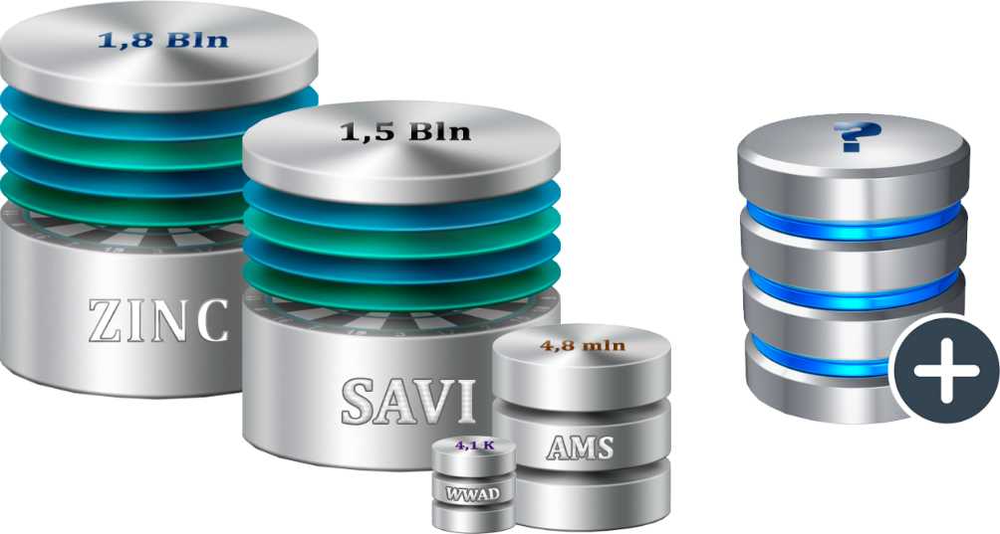 1,8 Bln
ZINC
1,5 Bln
SAVI
4,8 mln
AMS
4,1 K
WWAD
?